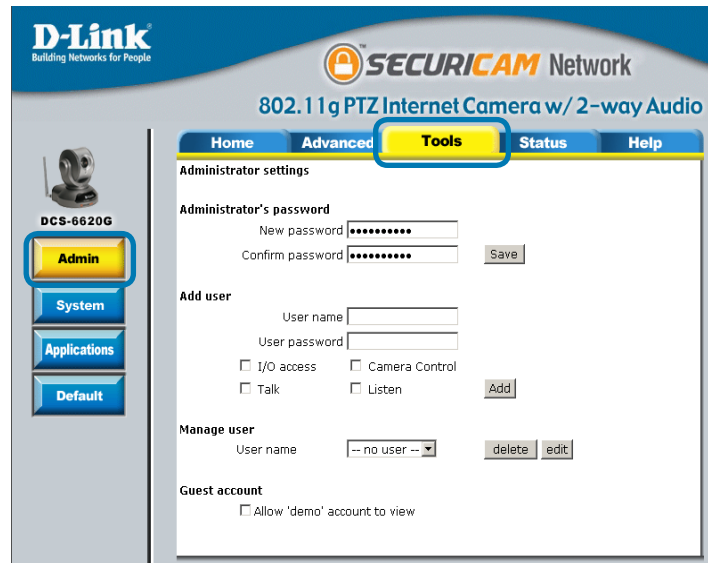 D-Link®
Building Networks for People
SECURICAM™ Network
802.11g PTZ Internet Camera w/ 2-way Audio
Home Advanced Tools Status Help
DCS-6620G
Admin
System
Applications
Default
Administrator settings
Administrator's password
New password ••••••••••
Confirm password •••••••••• Save
Add user
User name
User password
I/O access Camera Control
Talk Listen Add
Manage user
User name -- no user -- delete edit
Guest account
Allow 'demo' account to view